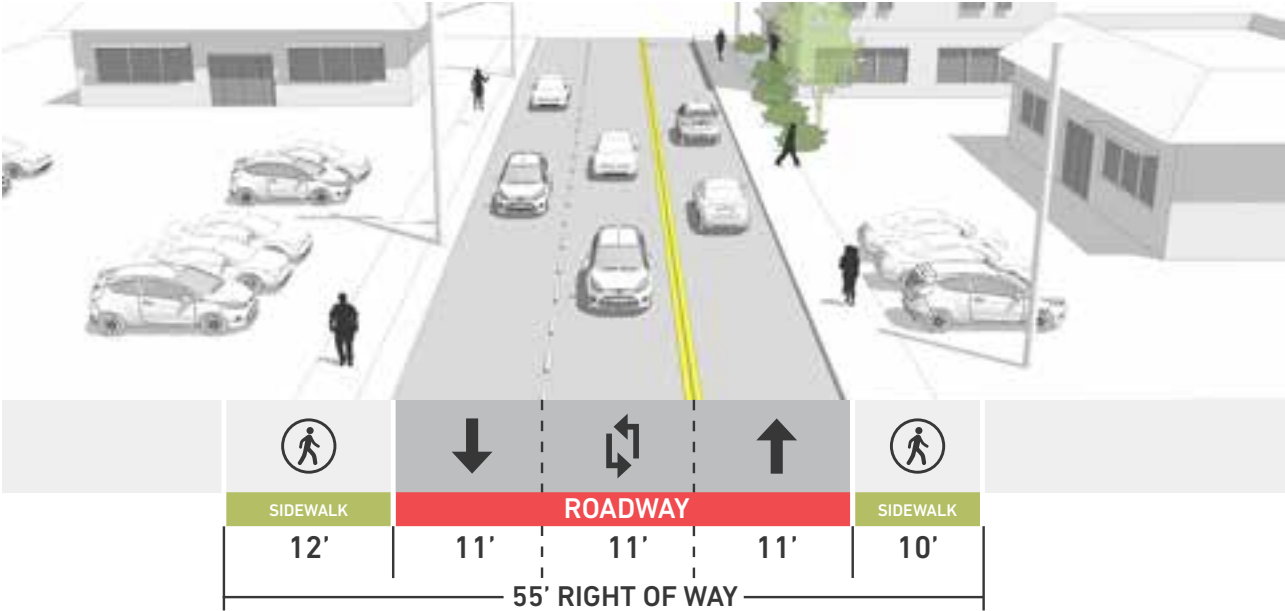 SIDEWALK ROADWAY SIDEWALK
12’ 11’ 11’ 11’ 10’
55’ RIGHT OF WAY